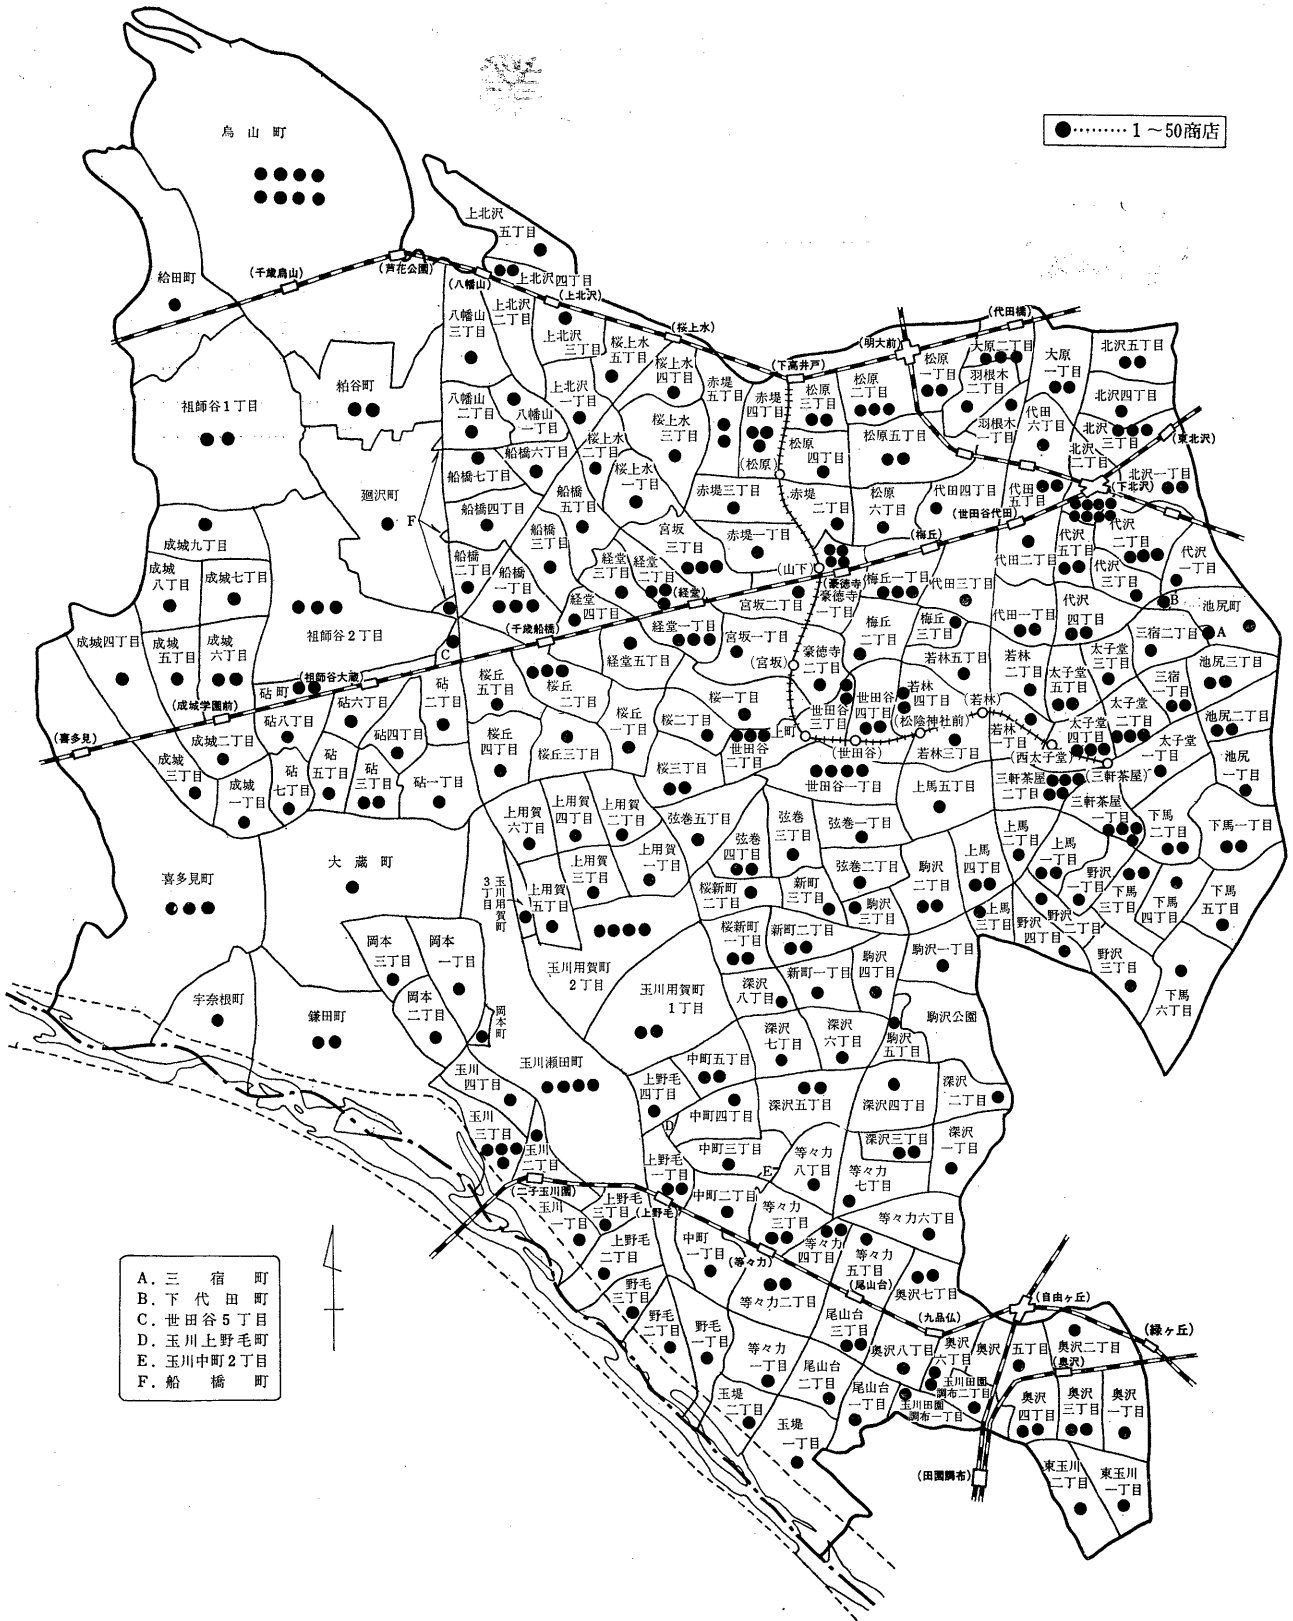 ●………1～50商店
烏山町
上北沢
五丁目
給田町
(千歳烏山)
(芦花公園)
(八幡山)
上北沢四丁目
(上北沢)
八幡山
三丁目
上北沢
二丁目
上北沢
三丁目
桜上水
五丁目
(桜上水)
桜上水
四丁目
(下高井戸)
(明大前)
(代田橋)
大原二丁目
大原
一丁目
北沢五丁目
北沢四丁目
北沢
三丁目
(東北沢)
北沢
二丁目
北沢一丁目
(下北沢)
松原
一丁目
羽根木
二丁目
羽根木
一丁目
代田
六丁目
代田
五丁目
松原
二丁目
松原
三丁目
赤堤
四丁目
赤堤
五丁目
祖師谷1丁目
粕谷町
八幡山
二丁目
八幡山
一丁目
上北沢
一丁目
桜上水
三丁目
桜上水
二丁目
桜上水
一丁目
(松原)
松原
四丁目
松原五丁目
松原
六丁目
代田四丁目
(世田谷代田)
船橋七丁目
船橋六丁目
船橋
五丁目
船橋四丁目
船橋
三丁目
船橋
二丁目
船橋
一丁目
廻沢町
F
赤堤三丁目
赤堤
二丁目
赤堤一丁目
宮坂
三丁目
(山下)
(豪徳寺)
(梅丘)
梅丘一丁目
梅丘
二丁目
梅丘
三丁目
代田三丁目
代田二丁目
代田一丁目
代沢
五丁目
代沢
二丁目
代沢
三丁目
代沢
一丁目
代沢
四丁目
B
池尻町
A
成城九丁目
成城
八丁目
成城七丁目
成城四丁目
成城
五丁目
成城
六丁目
祖師谷2丁目
C
経堂
三丁目
経堂
二丁目
経堂
四丁目
(経堂)
経堂一丁目
経堂五丁目
(千歳船橋)
宮坂二丁目
宮坂一丁目
(宮坂)
豪徳寺
一丁目
豪徳寺
二丁目
若林五丁目
若林
四丁目
若林
二丁目
若林
一丁目
若林三丁目
(若林)
(松陰神社前)
世田谷
四丁目
世田谷
三丁目
太子堂
三丁目
太子堂
五丁目
太子堂
四丁目
太子堂
二丁目
太子堂
一丁目
三宿二丁目
三宿
一丁目
池尻三丁目
池尻二丁目
池尻
一丁目
(喜多見)
(成城学園前)
(祖師谷大蔵)
砧町
砧八丁目
砧六丁目
砧
二丁目
砧四丁目
砧
五丁目
砧
三丁目
砧一丁目
砧
七丁目
成城二丁目
成城
三丁目
成城
一丁目
桜丘
五丁目
桜丘
二丁目
桜丘
四丁目
桜丘三丁目
桜丘
一丁目
桜一丁目
桜二丁目
桜三丁目
上町
世田谷
二丁目
(世田谷)
世田谷一丁目
(西太子堂)
(三軒茶屋)
三軒茶屋
二丁目
三軒茶屋
一丁目
上馬五丁目
上馬
二丁目
上馬
一丁目
上馬
四丁目
上馬
三丁目
下馬
二丁目
下馬一丁目
下馬
三丁目
下馬
四丁目
下馬
五丁目
下馬
六丁目
野沢
一丁目
野沢
二丁目
野沢
四丁目
野沢
三丁目
喜多見町
大蔵町
上用賀
六丁目
上用賀
四丁目
上用賀
二丁目
上用賀
一丁目
上用賀
三丁目
上用賀
五丁目
玉川用賀町
3丁目
弦巻五丁目
弦巻
四丁目
弦巻
三丁目
弦巻一丁目
弦巻二丁目
桜新町
二丁目
桜新町
一丁目
新町
三丁目
新町二丁目
新町一丁目
駒沢
二丁目
駒沢
三丁目
駒沢
四丁目
駒沢一丁目
駒沢公園
駒沢
五丁目
岡本
三丁目
岡本
一丁目
岡本
二丁目
岡本町
宇奈根町
鎌田町
玉川用賀町
2丁目
玉川用賀町
1丁目
玉川瀬田町
深沢
八丁目
深沢
七丁目
深沢
六丁目
深沢五丁目
深沢四丁目
深沢
二丁目
深沢三丁目
深沢
一丁目
玉川
四丁目
玉川
三丁目
玉川
二丁目
玉川
一丁目
(二子玉川園)
上野毛
四丁目
D
中町五丁目
中町四丁目
中町三丁目
E
中町二丁目
中町
一丁目
上野毛
一丁目
上野毛
三丁目
(上野毛)
上野毛
二丁目
野毛
三丁目
野毛
二丁目
野毛
一丁目
等々力
八丁目
等々力
七丁目
等々力六丁目
等々力
三丁目
等々力
四丁目
等々力
五丁目
(等々力)
等々力二丁目
等々力
一丁目
(尾山台)
奥沢七丁目
(九品仏)
(自由ヶ丘)
(緑ヶ丘)
尾山台
三丁目
尾山台
二丁目
尾山台
一丁目
奥沢八丁目
奥沢
六丁目
奥沢
五丁目
奥沢二丁目
(奥沢)
奥沢
四丁目
奥沢
三丁目
奥沢
一丁目
玉川田園
調布二丁目
玉川田園
調布一丁目
玉堤
二丁目
玉堤
一丁目
(田園調布)
東玉川
二丁目
東玉川
一丁目
A．三宿町
B．下代田町
C．世田谷5丁目
D．玉川上野毛町
E．玉川中町2丁目
F．船橋町